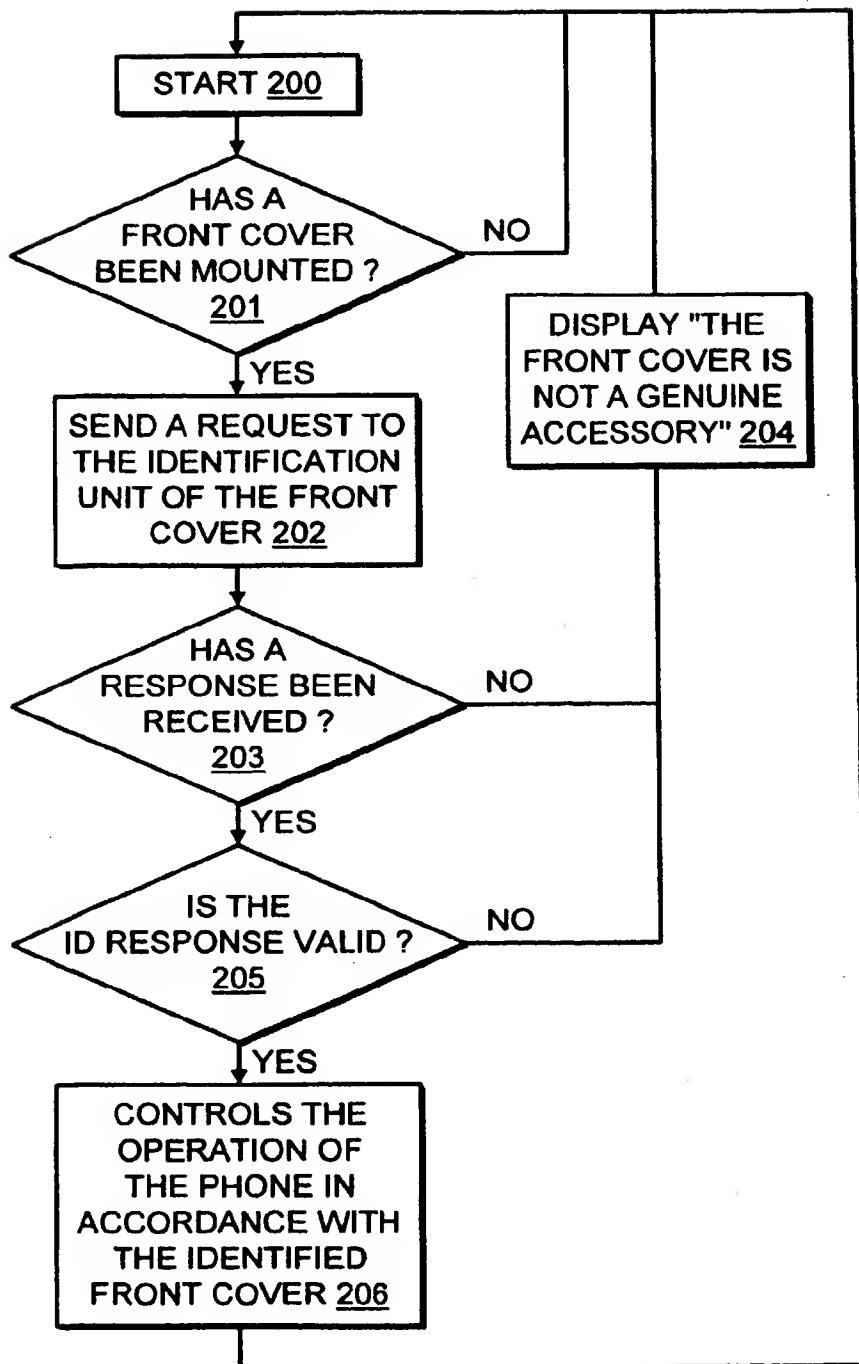 START 200
HAS A
FRONT COVER
BEEN MOUNTED ?
201
NO
YES
SEND A REQUEST TO
THE IDENTIFICATION
UNIT OF THE FRONT
COVER 202
DISPLAY "THE
FRONT COVER IS
NOT A GENUINE
ACCESSORY" 204
HAS A
RESPONSE BEEN
RECEIVED ?
203
NO
YES
IS THE
ID RESPONSE VALID ?
205
NO
YES
CONTROLS THE
OPERATION OF
THE PHONE IN
ACCORDANCE WITH
THE IDENTIFIED
FRONT COVER 206